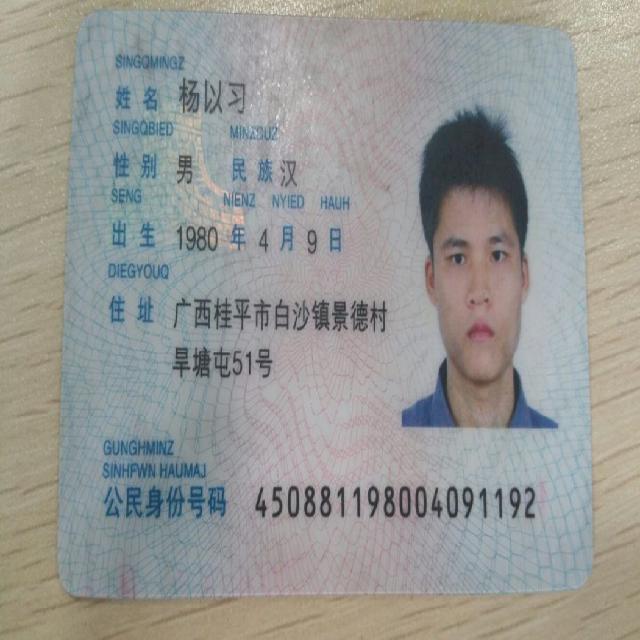 SINGQMINGZ
姓名 杨以习
SINGQBIED MINZCUZ
性别 男 民族 汉
SENG NIENZ NYIED HAUH
出生 1980 年 4 月 9 日
DIEGYOUQ
住址 广西桂平市白沙镇景德村
旱塘屯51号
GUNGHMINZ
SINHFWN HAUMAJ
公民身份号码 450881198004091192